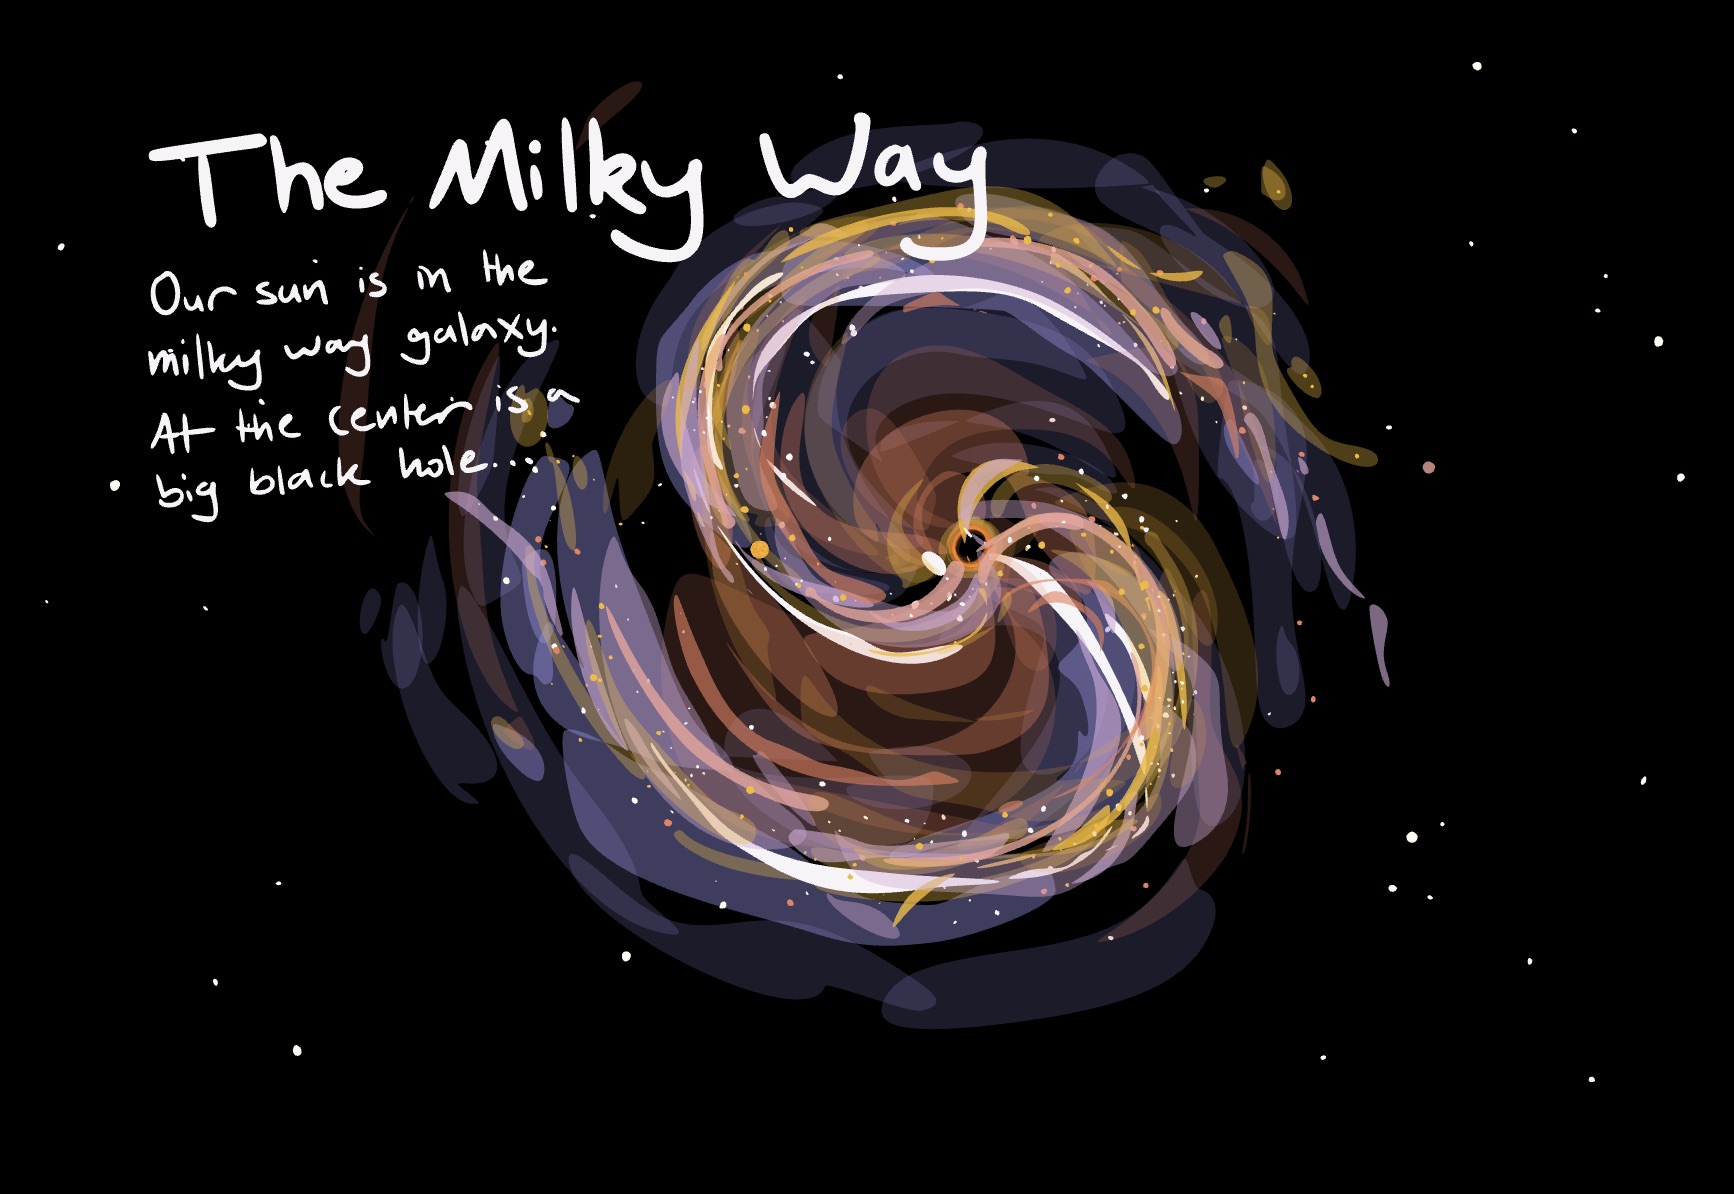 The Milky Way
Our sun is in the
milky way galaxy.
At the center is a
big black hole...